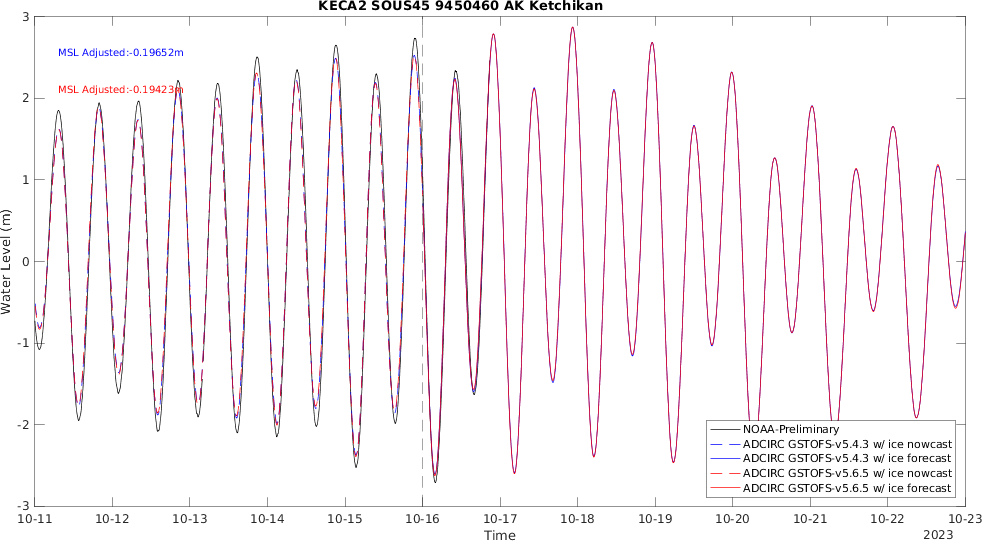 KECA2 SOUS45 9450460 AK Ketchikan
3
2
1
0
-1
-2
-3
Water Level (m)
MSL Adjusted:-0.19652m
MSL Adjusted:-0.19423m
NOAA-Preliminary
ADCIRC GSTOFS-v5.4.3 w/ ice nowcast
ADCIRC GSTOFS-v5.4.3 w/ ice forecast
ADCIRC GSTOFS-v5.6.5 w/ ice nowcast
ADCIRC GSTOFS-v5.6.5 w/ ice forecast
10-11 10-12 10-13 10-14 10-15 10-16 10-17 10-18 10-19 10-20 10-21 10-22 10-23
Time
2023